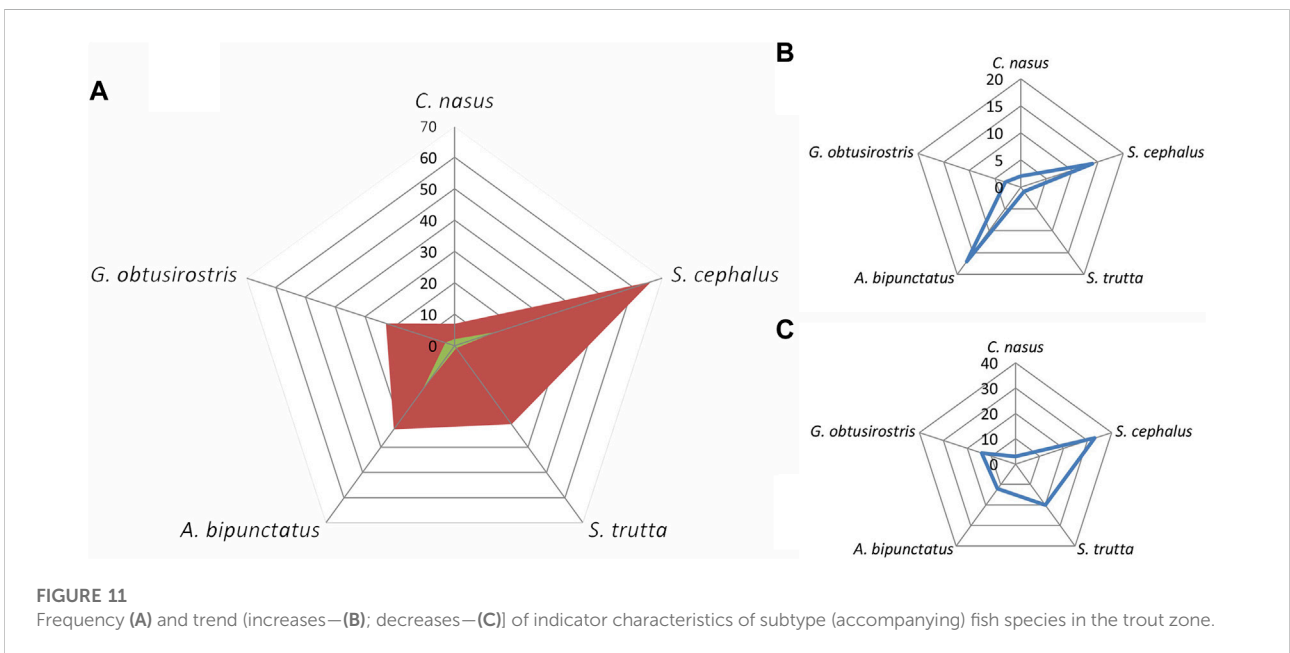 A
C. nasus
70
60
50
40
30
20
10
0
G. obtusirostris
S. cephalus
A. bipunctatus
S. trutta
B
C. nasus
20
15
10
5
0
G. obtusirostris
S. cephalus
A. bipunctatus
S. trutta
C
C. nasus
40
30
20
10
0
G. obtusirostris
S. cephalus
A. bipunctatus
S. trutta
FIGURE 11
Frequency (A) and trend (increases—(B); decreases—(C)] of indicator characteristics of subtype (accompanying) fish species in the trout zone.